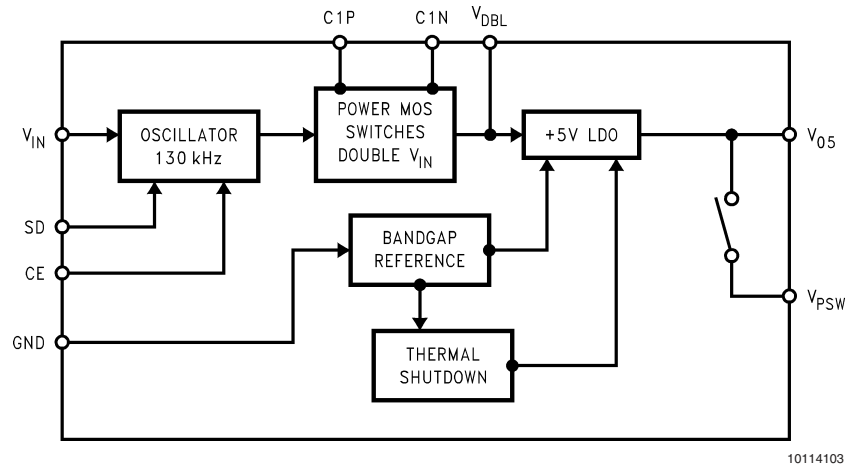 C1P
C1N
VDBL
VIN
OSCILLATOR
130 kHz
POWER MOS
SWITCHES
DOUBLE VIN
+5V LDO
V05
SD
CE
GND
BANDGAP
REFERENCE
VPSW
THERMAL
SHUTDOWN
10114103